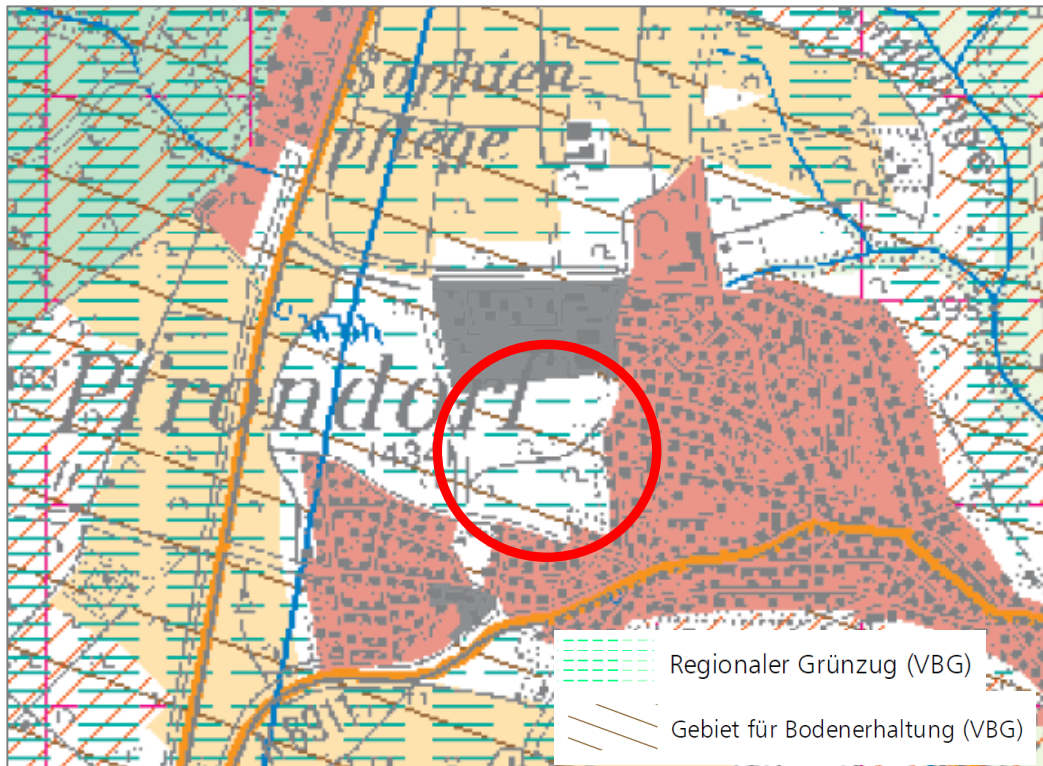 Sophien
pflege
Pfrondorf
(434)
Regionaler Grünzug (VBG)
Gebiet für Bodenerhaltung (VBG)